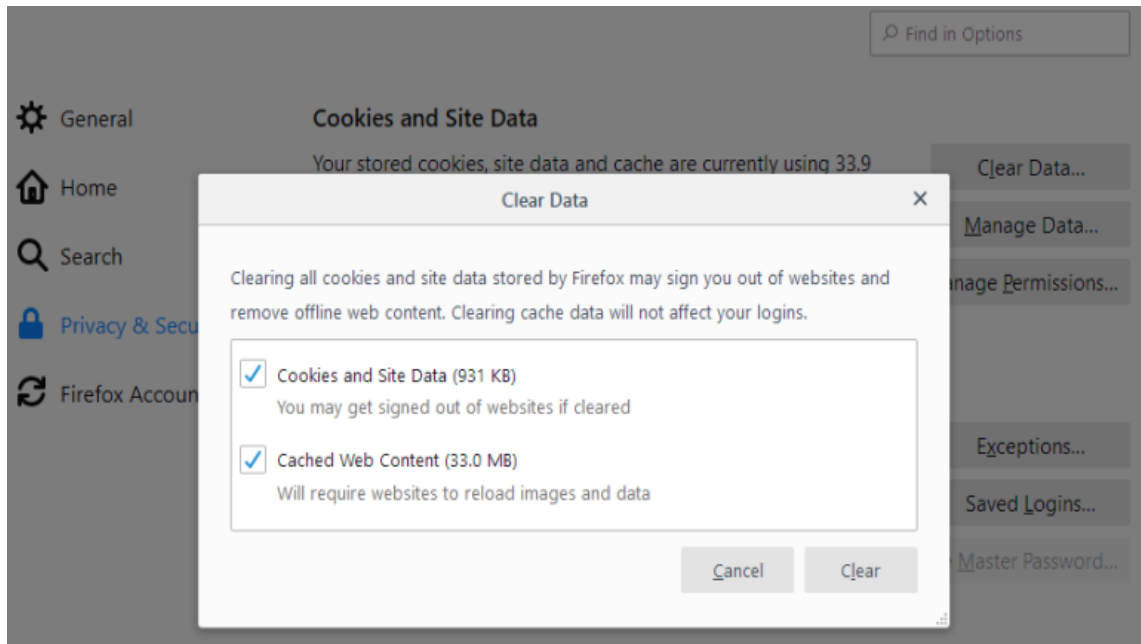 Find in Options
General
Cookies and Site Data
Your stored cookies, site data and cache are currently using 33.9
Clear Data...
Home
Clear Data
Manage Data...
Search
Clearing all cookies and site data stored by Firefox may sign you out of websites and
remove offline web content. Clearing cache data will not affect your logins.
nage Permissions...
Privacy & Secu
Cookies and Site Data (931 KB)
You may get signed out of websites if cleared
Firefox Accoun
Cached Web Content (33.0 MB)
Will require websites to reload images and data
Exceptions...
Saved Logins...
Cancel
Clear
Master Password...